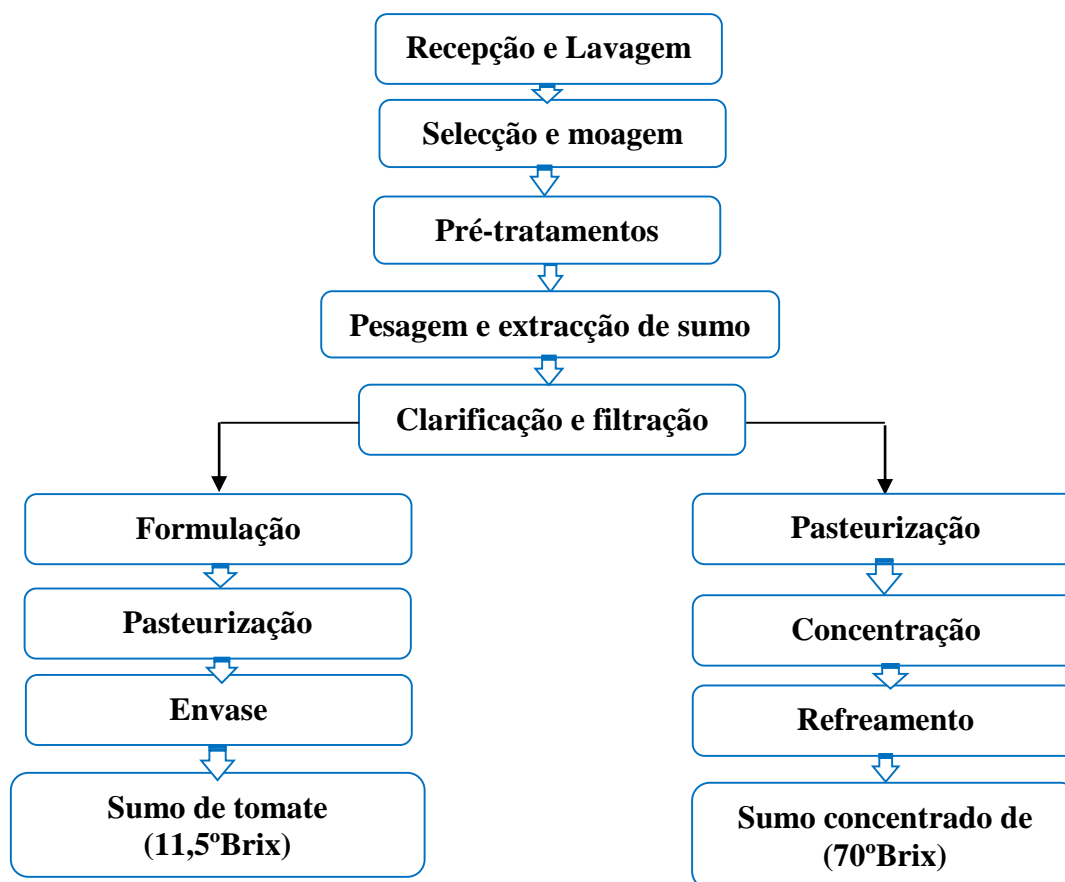 Recepção e Lavagem
Selecção e moagem
Pré-tratamentos
Pesagem e extracção de sumo
Clarificação e filtração
Formulação
Pasteurização
Envase
Sumo de tomate
(11,5ºBrix)
Pasteurização
Concentração
Refreamento
Sumo concentrado de
(70ºBrix)